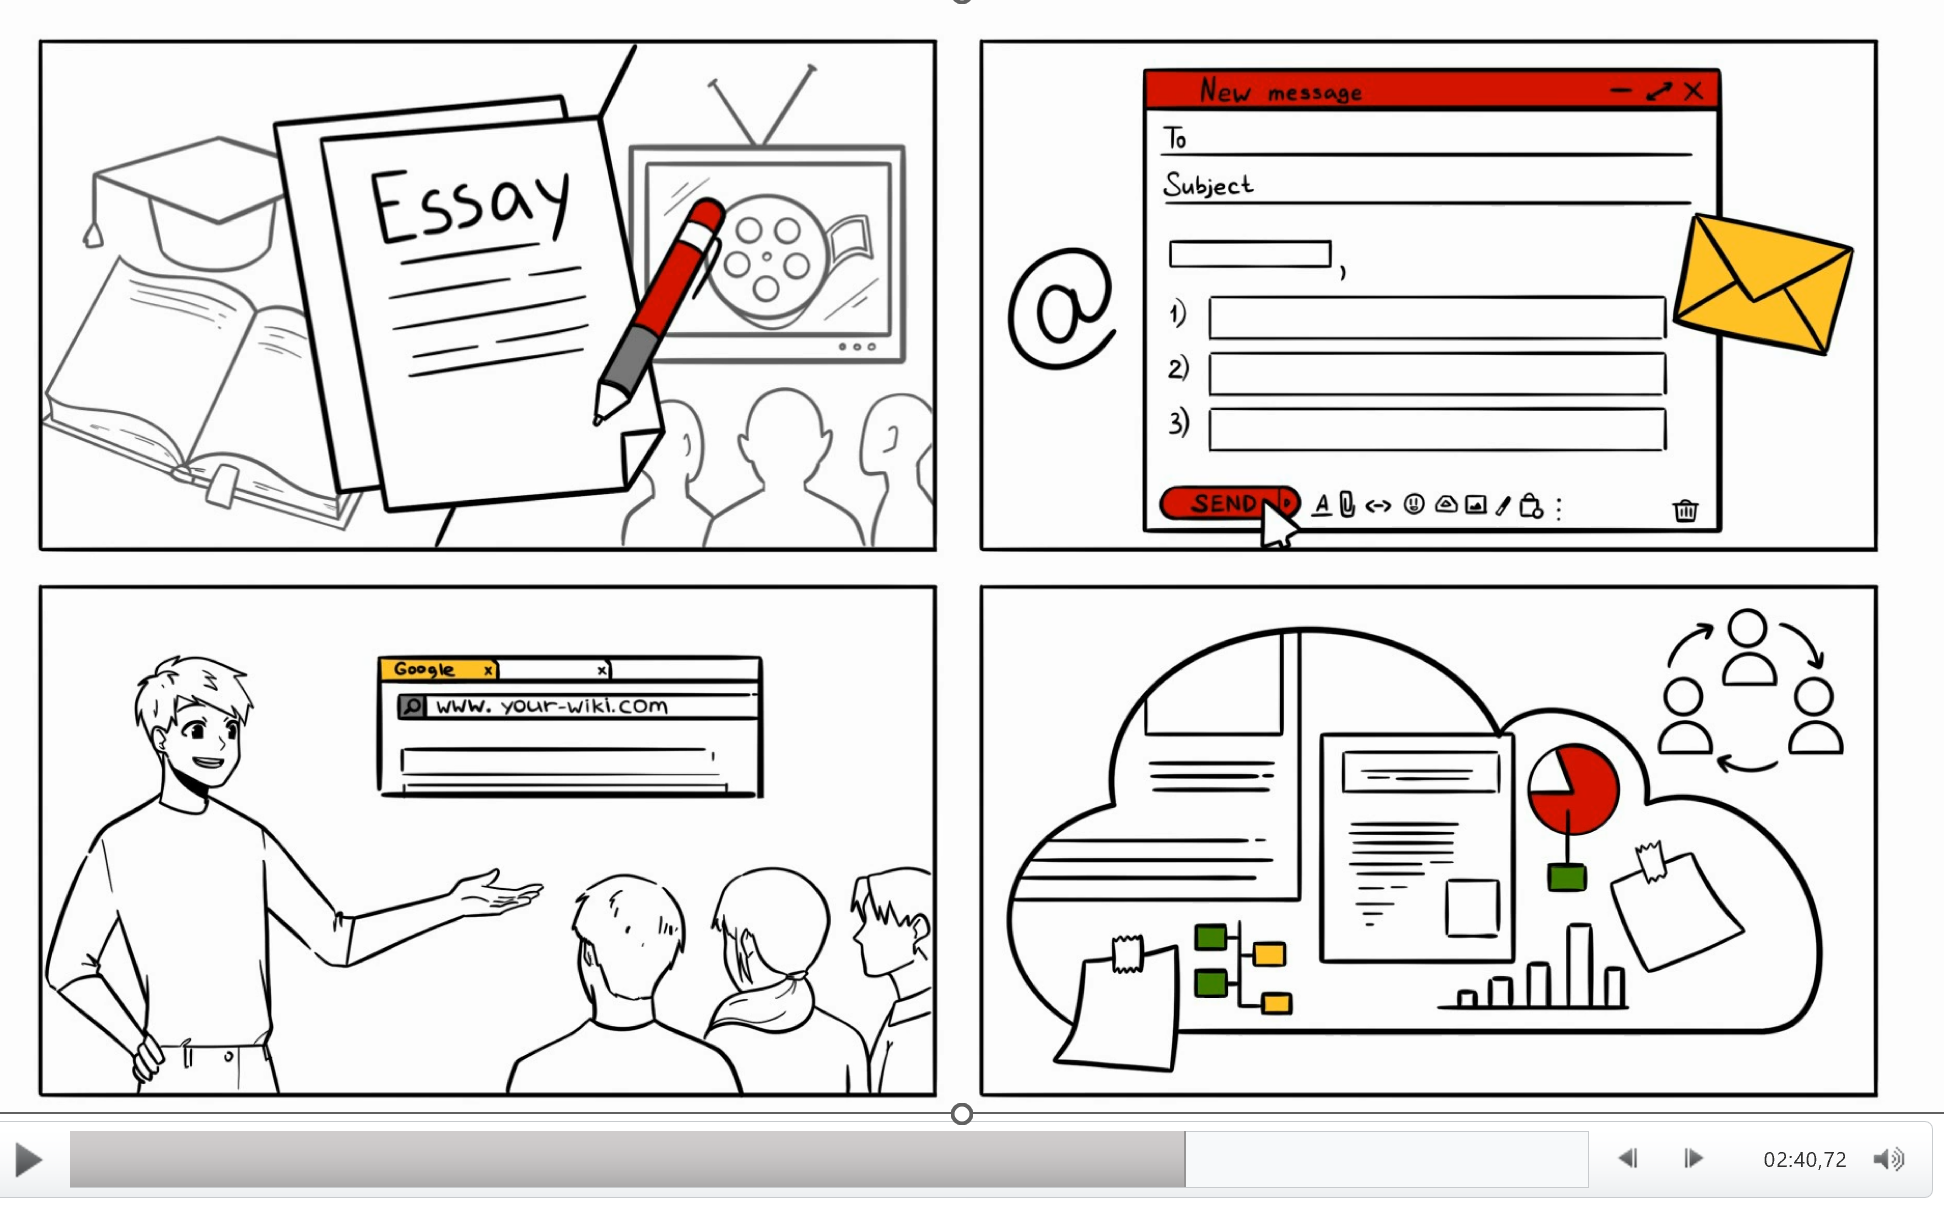 Essay
New message
To
Subject
,
1)
2)
3)
SEND
A
@
Google x x
www. your-wiki.com
02:40,72